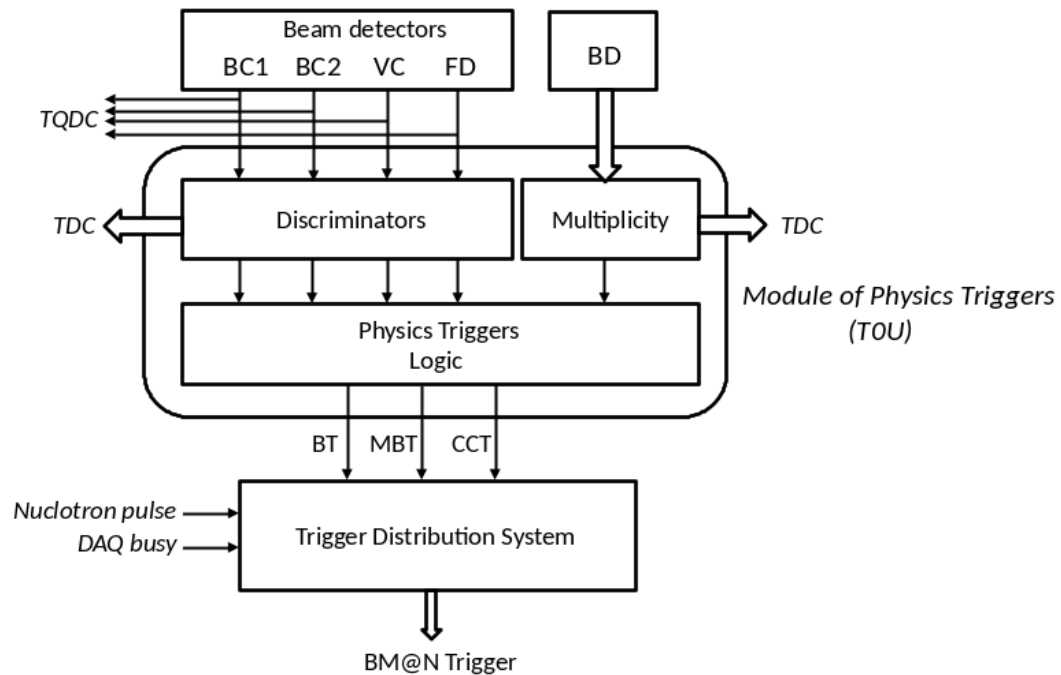 Beam detectors
BC1 BC2 VC FD
BD
TQDC
TDC
Discriminators
Multiplicity
TDC
Module of Physics Triggers
(T0U)
Physics Triggers
Logic
BT MBT CCT
Nuclotron pulse
DAQ busy
Trigger Distribution System
BM@N Trigger